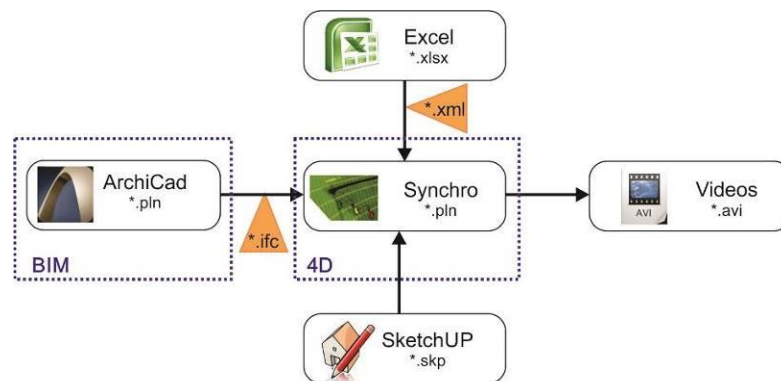 Excel
*.xlsx
*.xml
ArchiCad
*.pln
*.ifc
BIM
Synchro
*.pln
4D
Videos
*.avi
AVI
SketchUP
*.skp